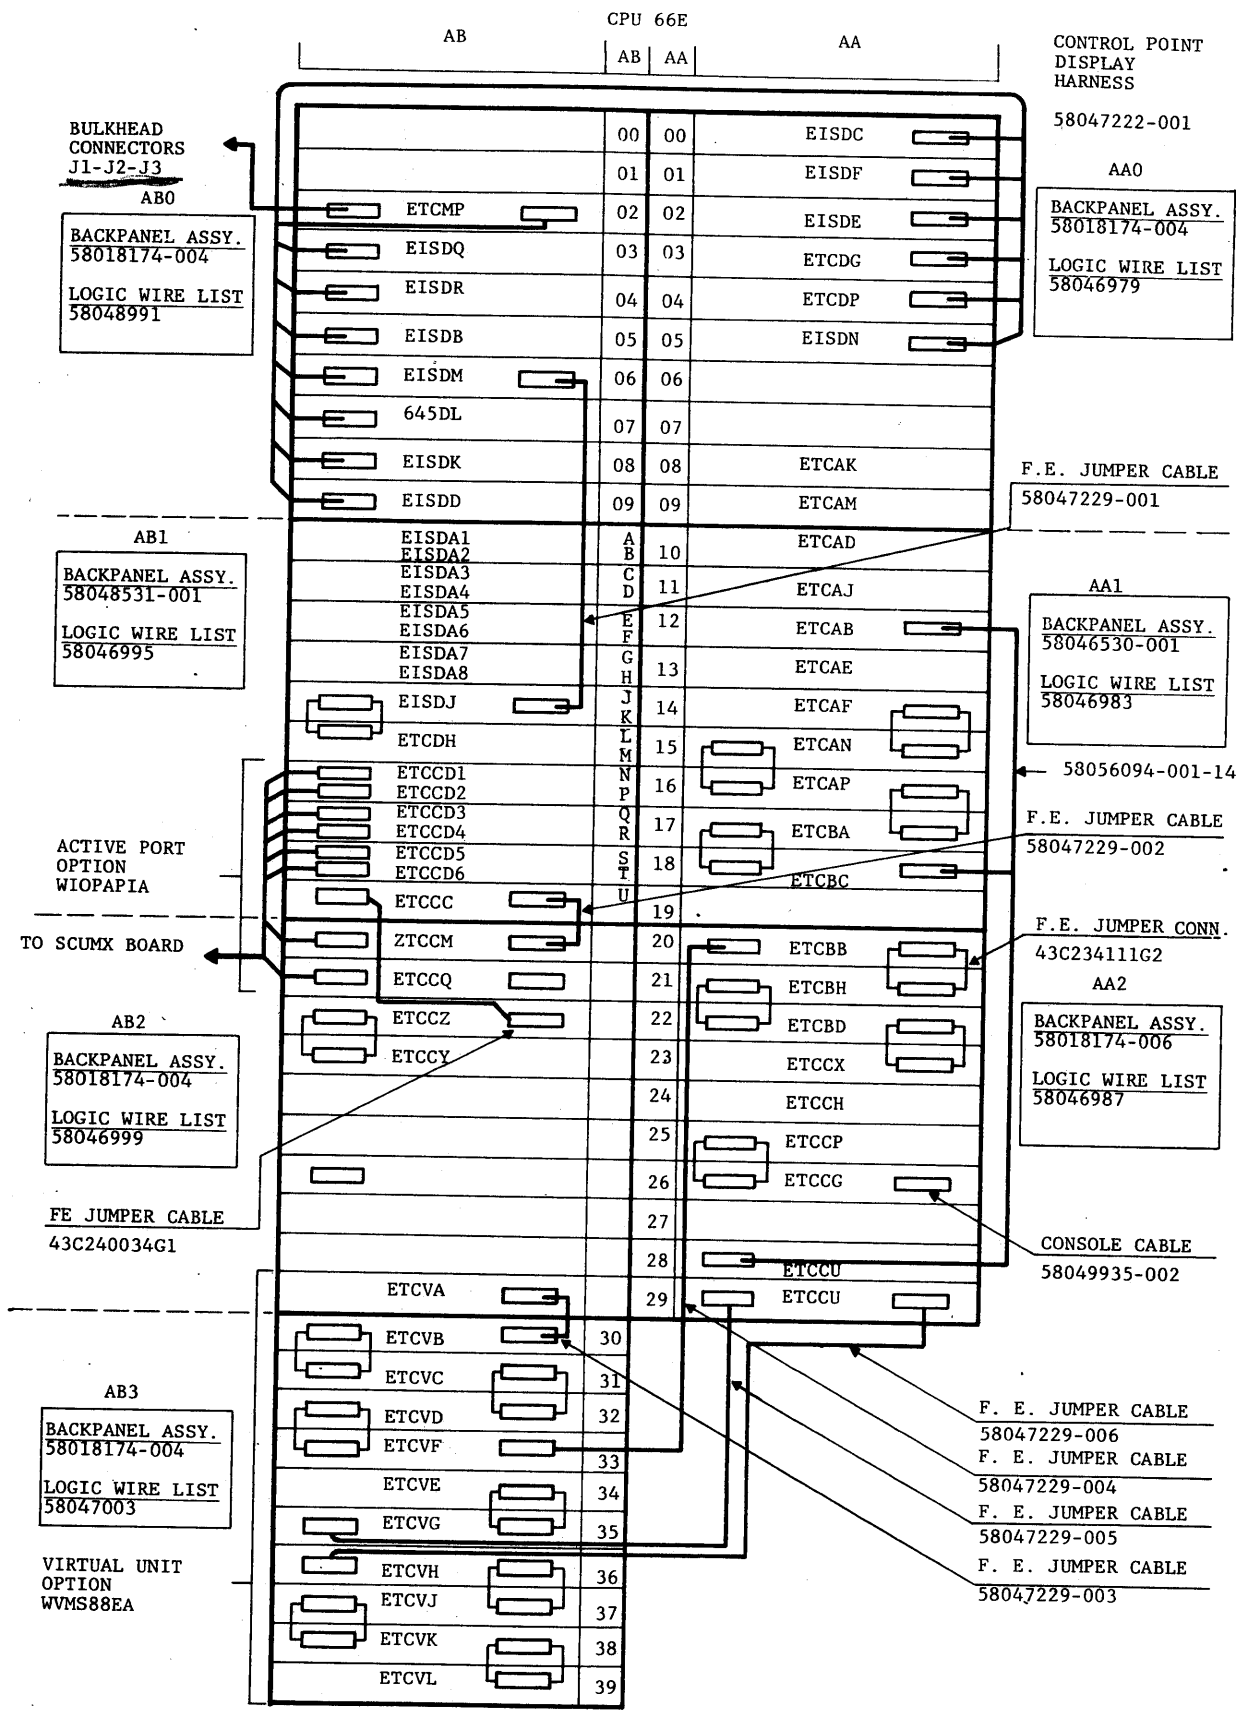 CPU 66E
AB
AB AA
AA
CONTROL POINT
DISPLAY
HARNESS
58047222-001
BULKHEAD
CONNECTORS
J1-J2-J3
AB0
BACKPANEL ASSY.
58018174-004
LOGIC WIRE LIST
58048991
AA0
BACKPANEL ASSY.
58018174-004
LOGIC WIRE LIST
58046979
00 00 EISDC
01 01 EISDF
ETCMP 02 02 EISDE
EISDQ 03 03 ETCDG
EISDR 04 04 ETCDP
EISDB 05 05 EISDN
EISDM 06 06
645DL 07 07
EISDK 08 08 ETCAK
EISDD 09 09 ETCAM
F.E. JUMPER CABLE
58047229-001
AB1
BACKPANEL ASSY.
58048531-001
LOGIC WIRE LIST
58046995
EISDA1 A
EISDA2 B 10 ETCAD
EISDA3 C
EISDA4 D 11 ETCAJ
EISDA5 E 12 ETCAB
EISDA6 F
EISDA7 G 13 ETCAE
EISDA8 H
EISDJ J 14 ETCAF
K
ETCDH L 15 ETCAN
M
ETCCD1 N 16 ETCAP
ETCCD2 P
ETCCD3 Q 17 ETCBA
ETCCD4 R
ETCCD5 S 18
ETCCD6 T ETCBC
ETCCC U 19
AA1
BACKPANEL ASSY.
58046530-001
LOGIC WIRE LIST
58046983
58056094-001-14
F.E. JUMPER CABLE
58047229-002
ACTIVE PORT
OPTION
WIOPAPIA
TO SCUMX BOARD
ZTCCM 20 ETCBB
ETCCQ 21 ETCBH
ETCCZ 22 ETCBD
ETCCY 23 ETCCX
24 ETCCH
25 ETCCP
26 ETCCG
27
28 ETCCU
ETCVA 29 ETCCU
F.E. JUMPER CONN.
43C234111G2
AA2
BACKPANEL ASSY.
58018174-006
LOGIC WIRE LIST
58046987
AB2
BACKPANEL ASSY.
58018174-004
LOGIC WIRE LIST
58046999
FE JUMPER CABLE
43C240034G1
CONSOLE CABLE
58049935-002
ETCVB 30
ETCVC 31
ETCVD 32
ETCVF 33
ETCVE 34
ETCVG 35
ETCVH 36
ETCVJ 37
ETCVK 38
ETCVL 39
AB3
BACKPANEL ASSY.
58018174-004
LOGIC WIRE LIST
58047003
VIRTUAL UNIT
OPTION
WVMS88EA
F. E. JUMPER CABLE
58047229-006
F. E. JUMPER CABLE
58047229-004
F. E. JUMPER CABLE
58047229-005
F. E. JUMPER CABLE
58047229-003